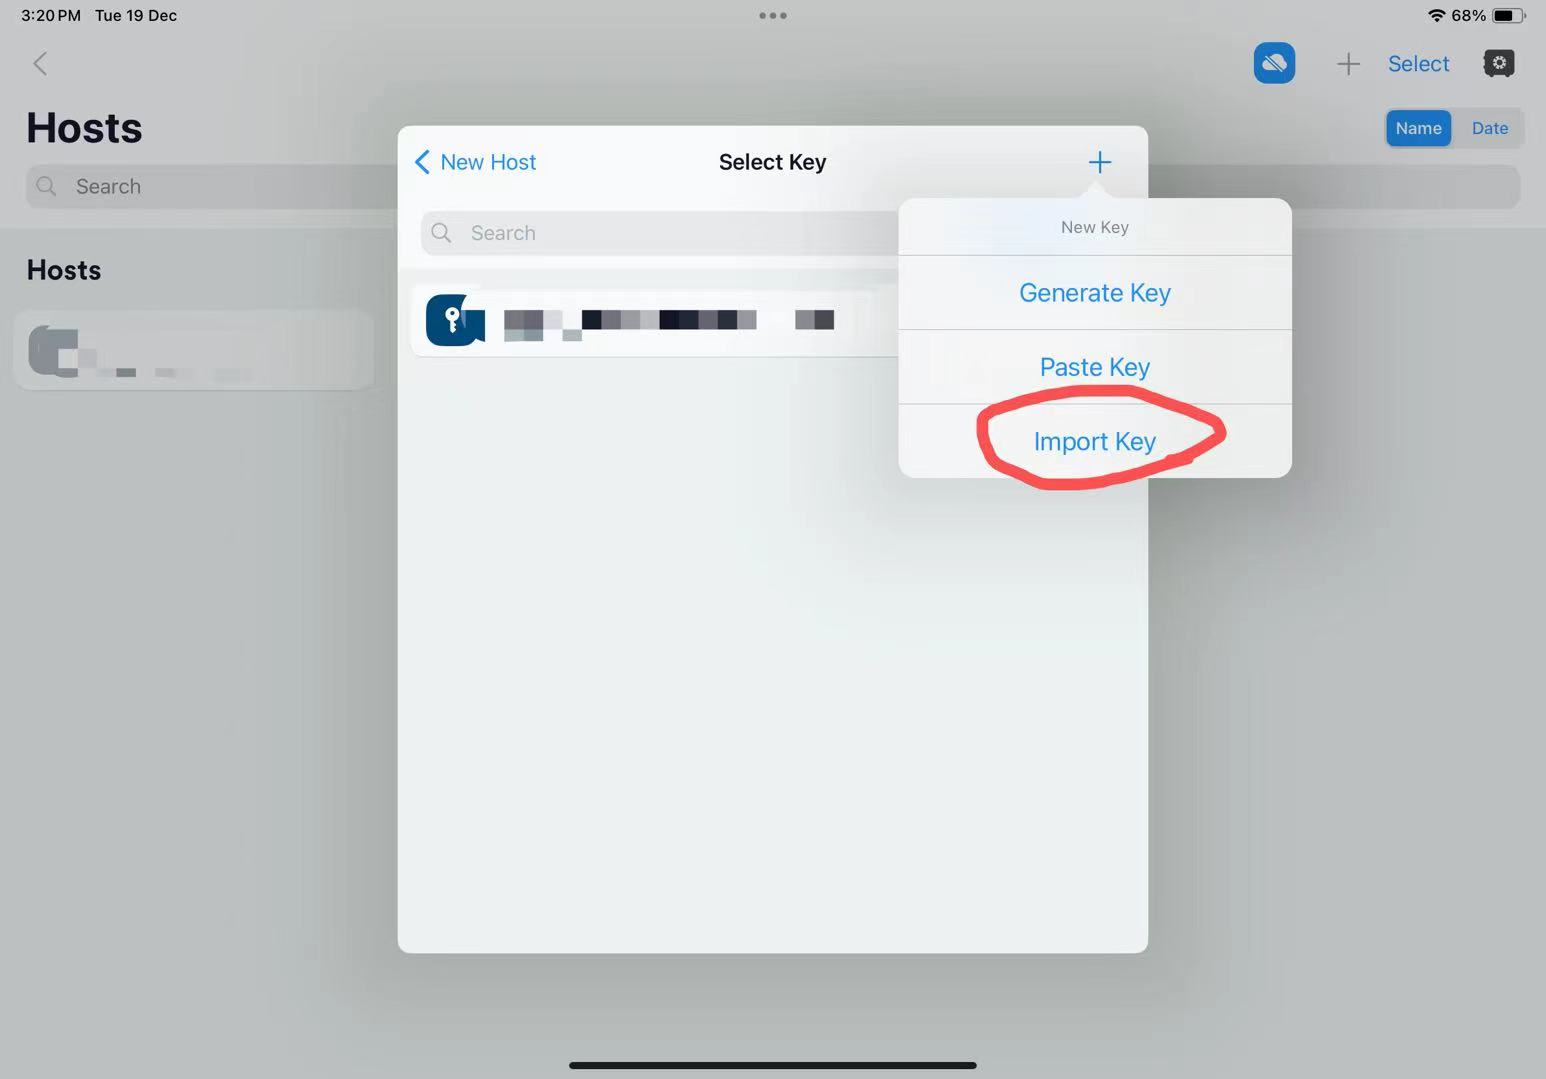 3:20 PM Tue 19 Dec
68%
Select
Hosts
Name Date
Search
New Host
Select Key
Search
New Key
Generate Key
Paste Key
Import Key
Hosts